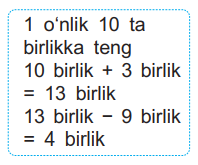 1 o‘nlik 10 ta
birlikka teng
10 birlik + 3 birlik
= 13 birlik
13 birlik − 9 birlik
= 4 birlik